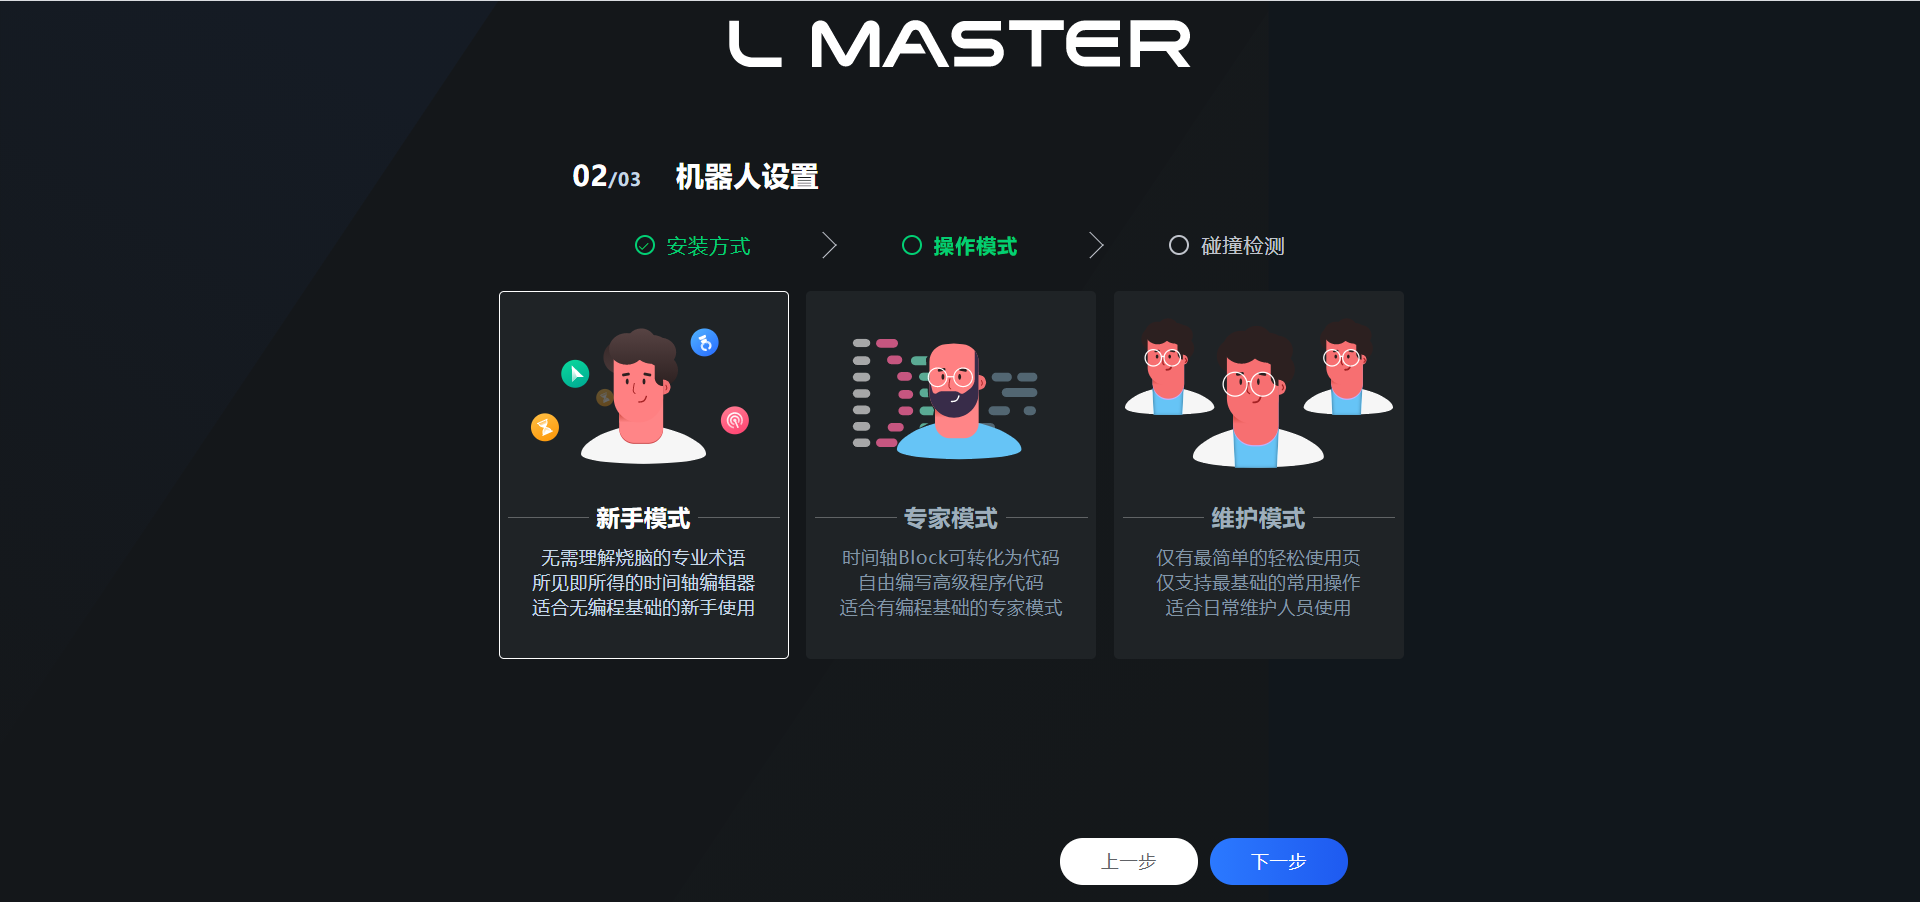 L MASTER
02/03 机器人设置
安装方式 操作模式 碰撞检测
新手模式
无需理解烧脑的专业术语
所见即所得的时间轴编辑器
适合无编程基础的新手使用
专家模式
时间轴Block可转化为代码
自由编写高级程序代码
适合有编程基础的专家模式
维护模式
仅有最简单的轻松使用页
仅支持最基础的常用操作
适合日常维护人员使用
上一步 下一步